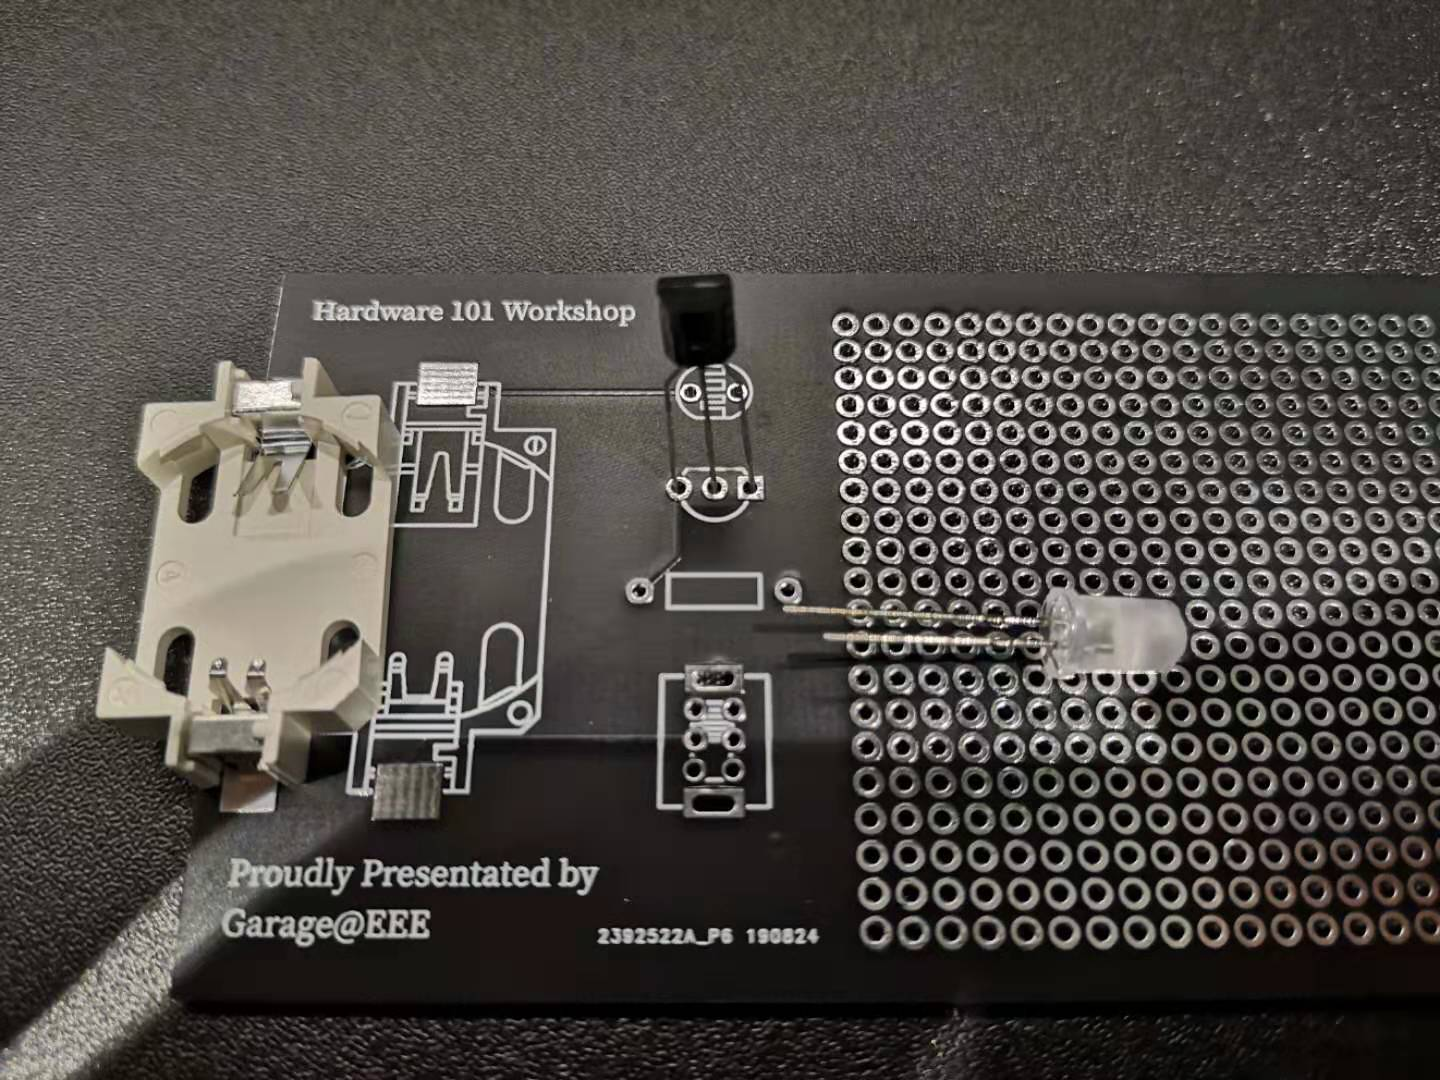 Hardware 101 Workshop
Proudly Presentated by
Garage@EEE
2392522A_P6 190824